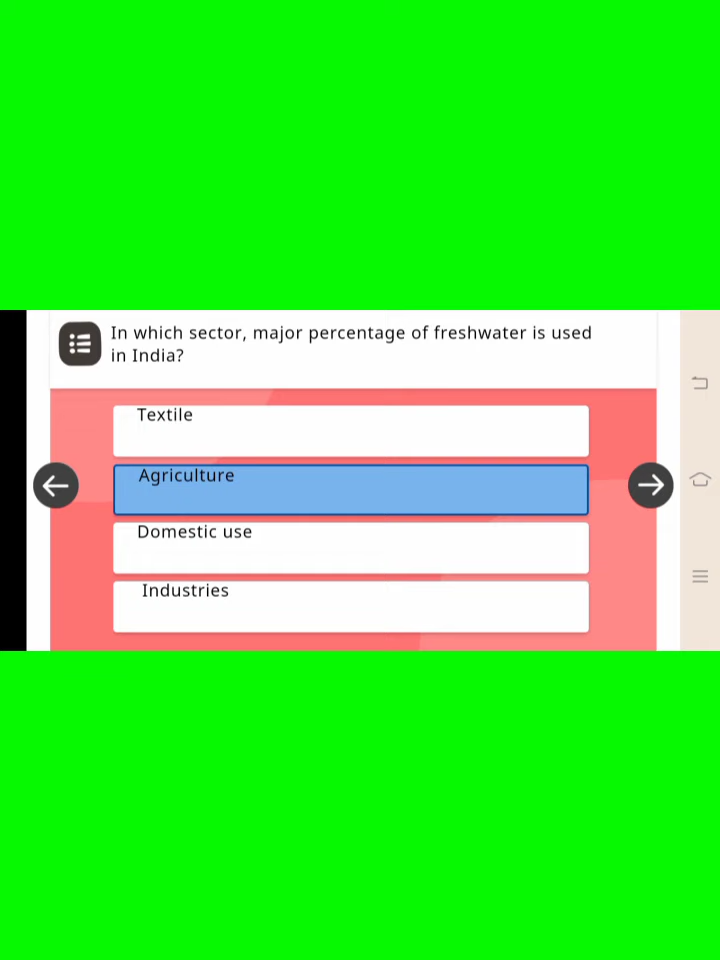 In which sector, major percentage of freshwater is used
in India?
Textile
Agriculture
Domestic use
Industries